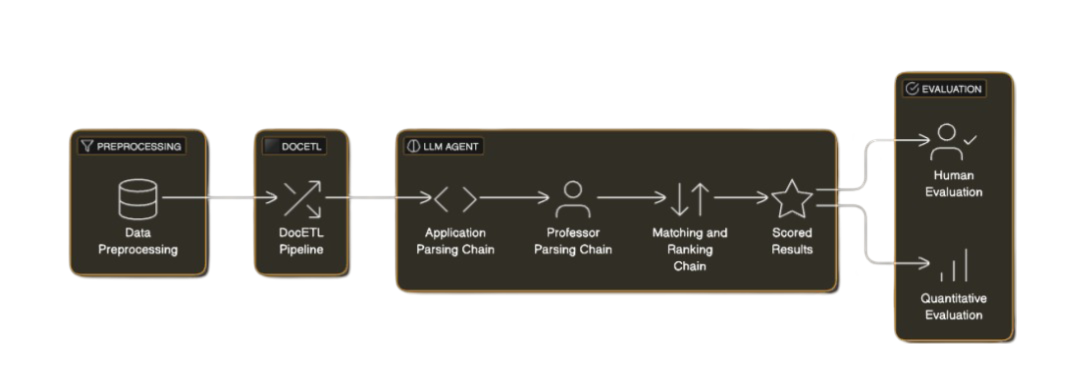 PREPROCESSING
Data
Preprocessing
DOCETL
DocETL
Pipeline
LLM AGENT
Application
Parsing Chain
Professor
Parsing Chain
Matching and
Ranking
Chain
Scored
Results
EVALUATION
Human
Evaluation
Quantitative
Evaluation